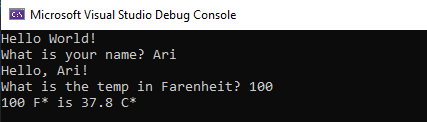 Microsoft Visual Studio Debug Console
Hello World!
What is your name? Ari
Hello, Ari!
What is the temp in Farenheit? 100
100 F* is 37.8 C*